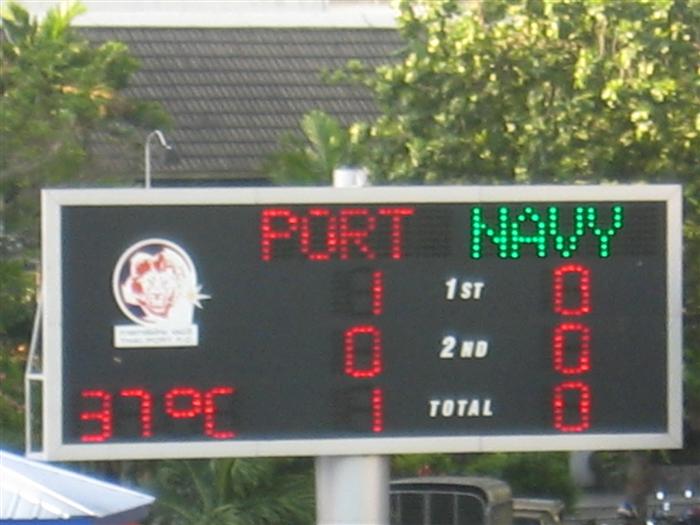 PORT NAVY
1 1ST 0
0 2ND 0
37°C 1 TOTAL 0